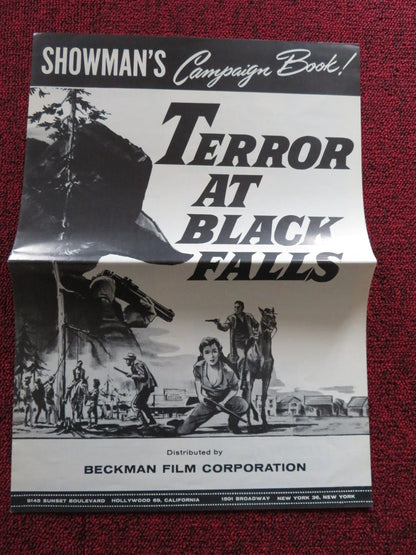 SHOWMAN'S Campaign Book!
TERROR
AT
BLACK
FALLS
Distributed by
BECKMAN FILM CORPORATION
9145 SUNSET BOULEVARD HOLLYWOOD 69, CALIFORNIA 1501 BROADWAY NEW YORK 36, NEW YORK